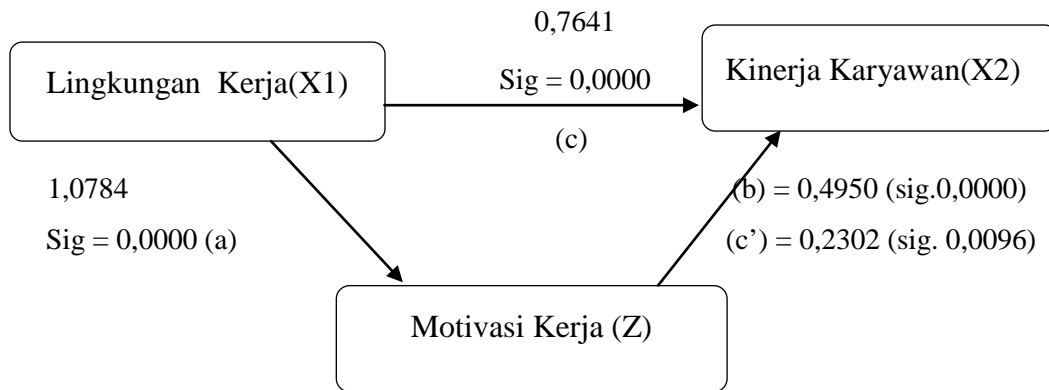 0,7641
Lingkungan Kerja(X1)
Sig = 0,0000
Kinerja Karyawan(X2)
(c)
1,0784
Sig = 0,0000 (a)
(b) = 0,4950 (sig.0,0000)
(c’) = 0,2302 (sig. 0,0096)
Motivasi Kerja (Z)